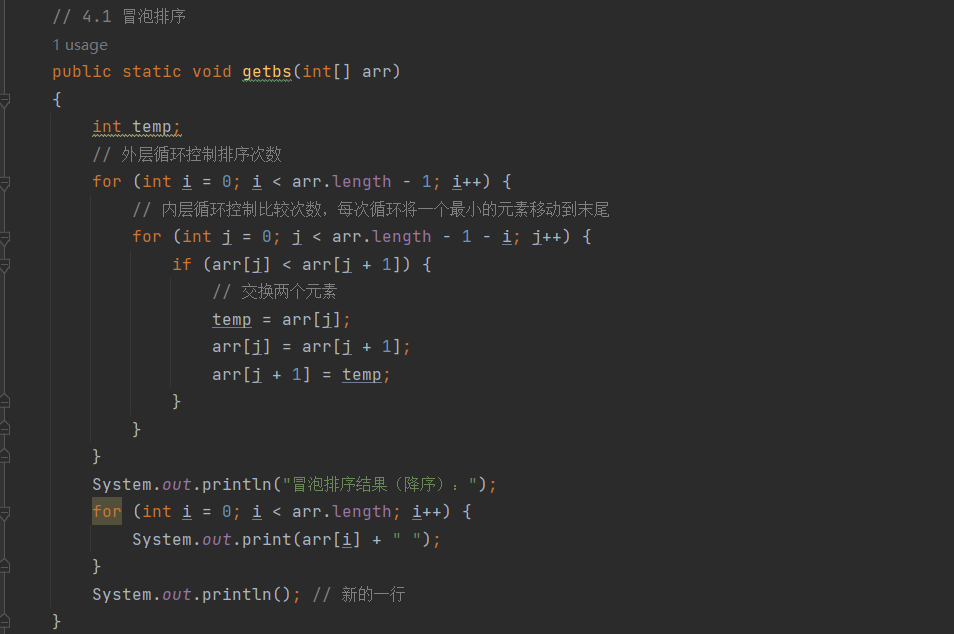 // 4.1 冒泡排序
1 usage
public static void getbs(int[] arr)
{
int temp;
// 外层循环控制排序次数
for (int i = 0; i < arr.length - 1; i++) {
// 内层循环控制比较次数，每次循环将一个最小的元素移动到末尾
for (int j = 0; j < arr.length - 1 - i; j++) {
if (arr[j] < arr[j + 1]) {
// 交换两个元素
temp = arr[j];
arr[j] = arr[j + 1];
arr[j + 1] = temp;
}
}
}
System.out.println("冒泡排序结果（降序）：");
for (int i = 0; i < arr.length; i++) {
System.out.print(arr[i] + " ");
}
System.out.println(); // 新的一行
}